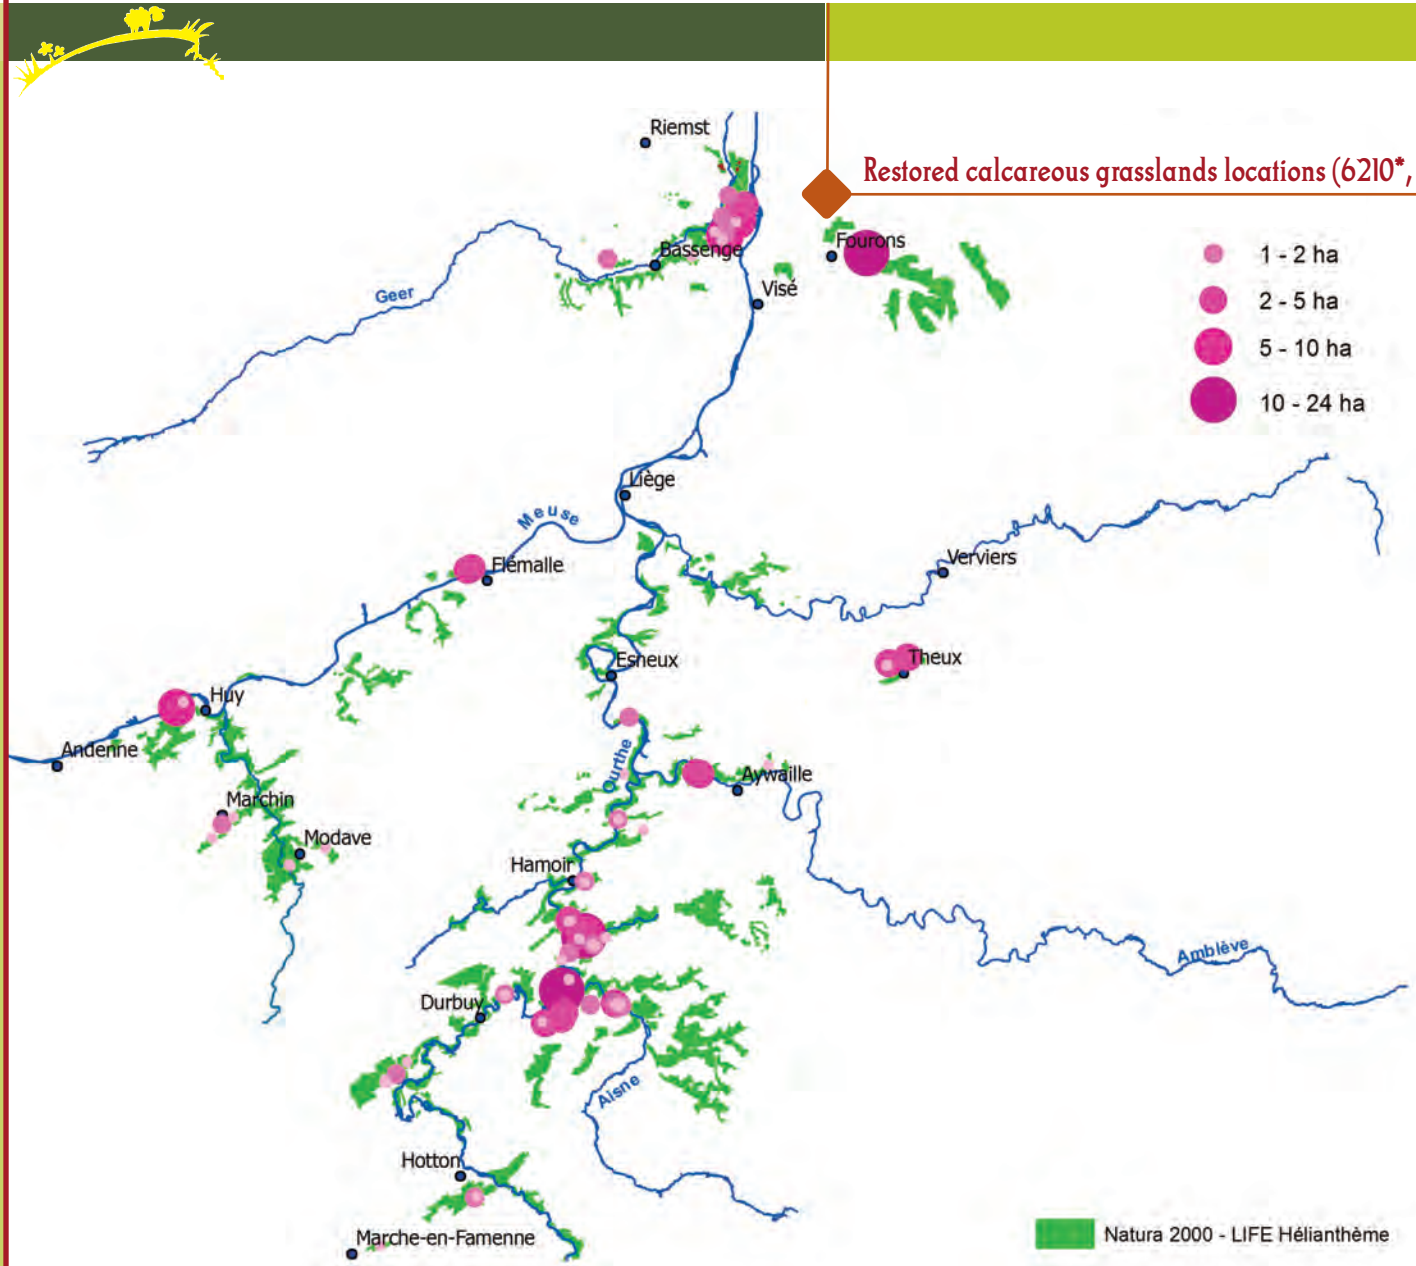 Riemst
Restored calcareous grasslands locations (6210*,
Fourons
Bassenge
1 - 2 ha
Visé
Geer
2 - 5 ha
5 - 10 ha
10 - 24 ha
Liège
Meuse
Flémalle
Verviers
Esneux
Theux
Huy
Andenne
Ourthe
Aywaille
Marchin
Modave
Hamoir
Amblève
Durbuy
Aisne
Hotton
Marche-en-Famenne
Natura 2000 - LIFE Hélianthème